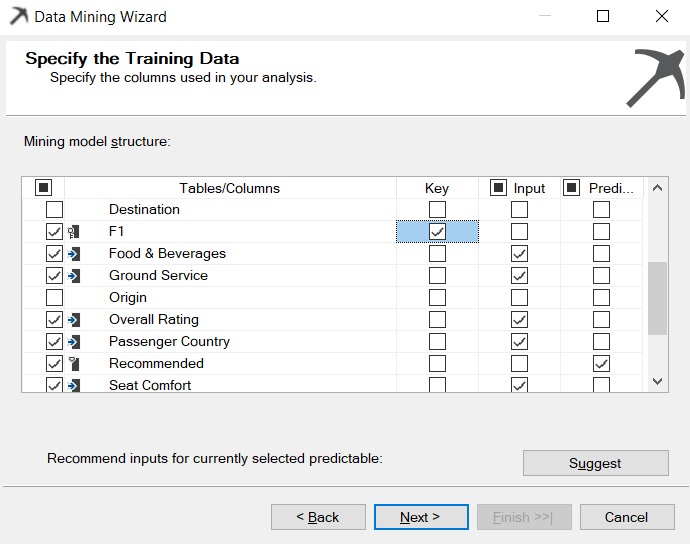 Data Mining Wizard
Specify the Training Data
Specify the columns used in your analysis.
Mining model structure:
Tables/Columns Key Input Predi...
Destination
F1
Food & Beverages
Ground Service
Origin
Overall Rating
Passenger Country
Recommended
Seat Comfort
Recommend inputs for currently selected predictable:
Suggest
< Back Next > Finish >>| Cancel